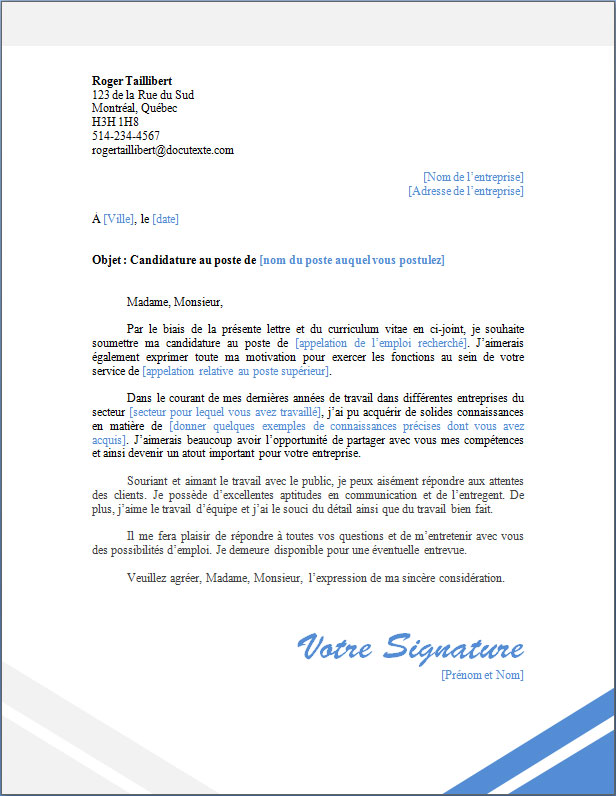 Roger Taillibert
123 de la Rue du Sud
Montréal, Québec
H3H 1H8
514-234-4567
rogertaillibert@docutexte.com
[Nom de l'entreprise]
[Adresse de l'entreprise]
À [Ville], le [date]
Objet : Candidature au poste de [nom du poste auquel vous postulez]
Madame, Monsieur,
Par le biais de la présente lettre et du curriculum vitae en ci-joint, je souhaite
soumettre ma candidature au poste de [appelation de l'emploi recherché]. J'aimerais
également exprimer toute ma motivation pour exercer les fonctions au sein de votre
service de [appelation relative au poste supérieur].
Dans le courant de mes dernières années de travail dans différentes entreprises du
secteur [secteur pour lequel vous avez travaillé], j'ai pu acquérir de solides connaissances
en matière de [donner quelques exemples de connaissances précises dont vous avez
acquis]. J'aimerais beaucoup avoir l'opportunité de partager avec vous mes compétences
et ainsi devenir un atout important pour votre entreprise.
Souriant et aimant le travail avec le public, je peux aisément répondre aux attentes
des clients. Je possède d'excellentes aptitudes en communication et de l'entregent. De
plus, j'aime le travail d'équipe et j'ai le souci du détail ainsi que du travail bien fait.
Il me fera plaisir de répondre à toutes vos questions et de m'entretenir avec vous
des possibilités d'emploi. Je demeure disponible pour une éventuelle entrevue.
Veuillez agréer, Madame, Monsieur, l'expression de ma sincère considération.
Votre Signature
[Prénom et Nom]